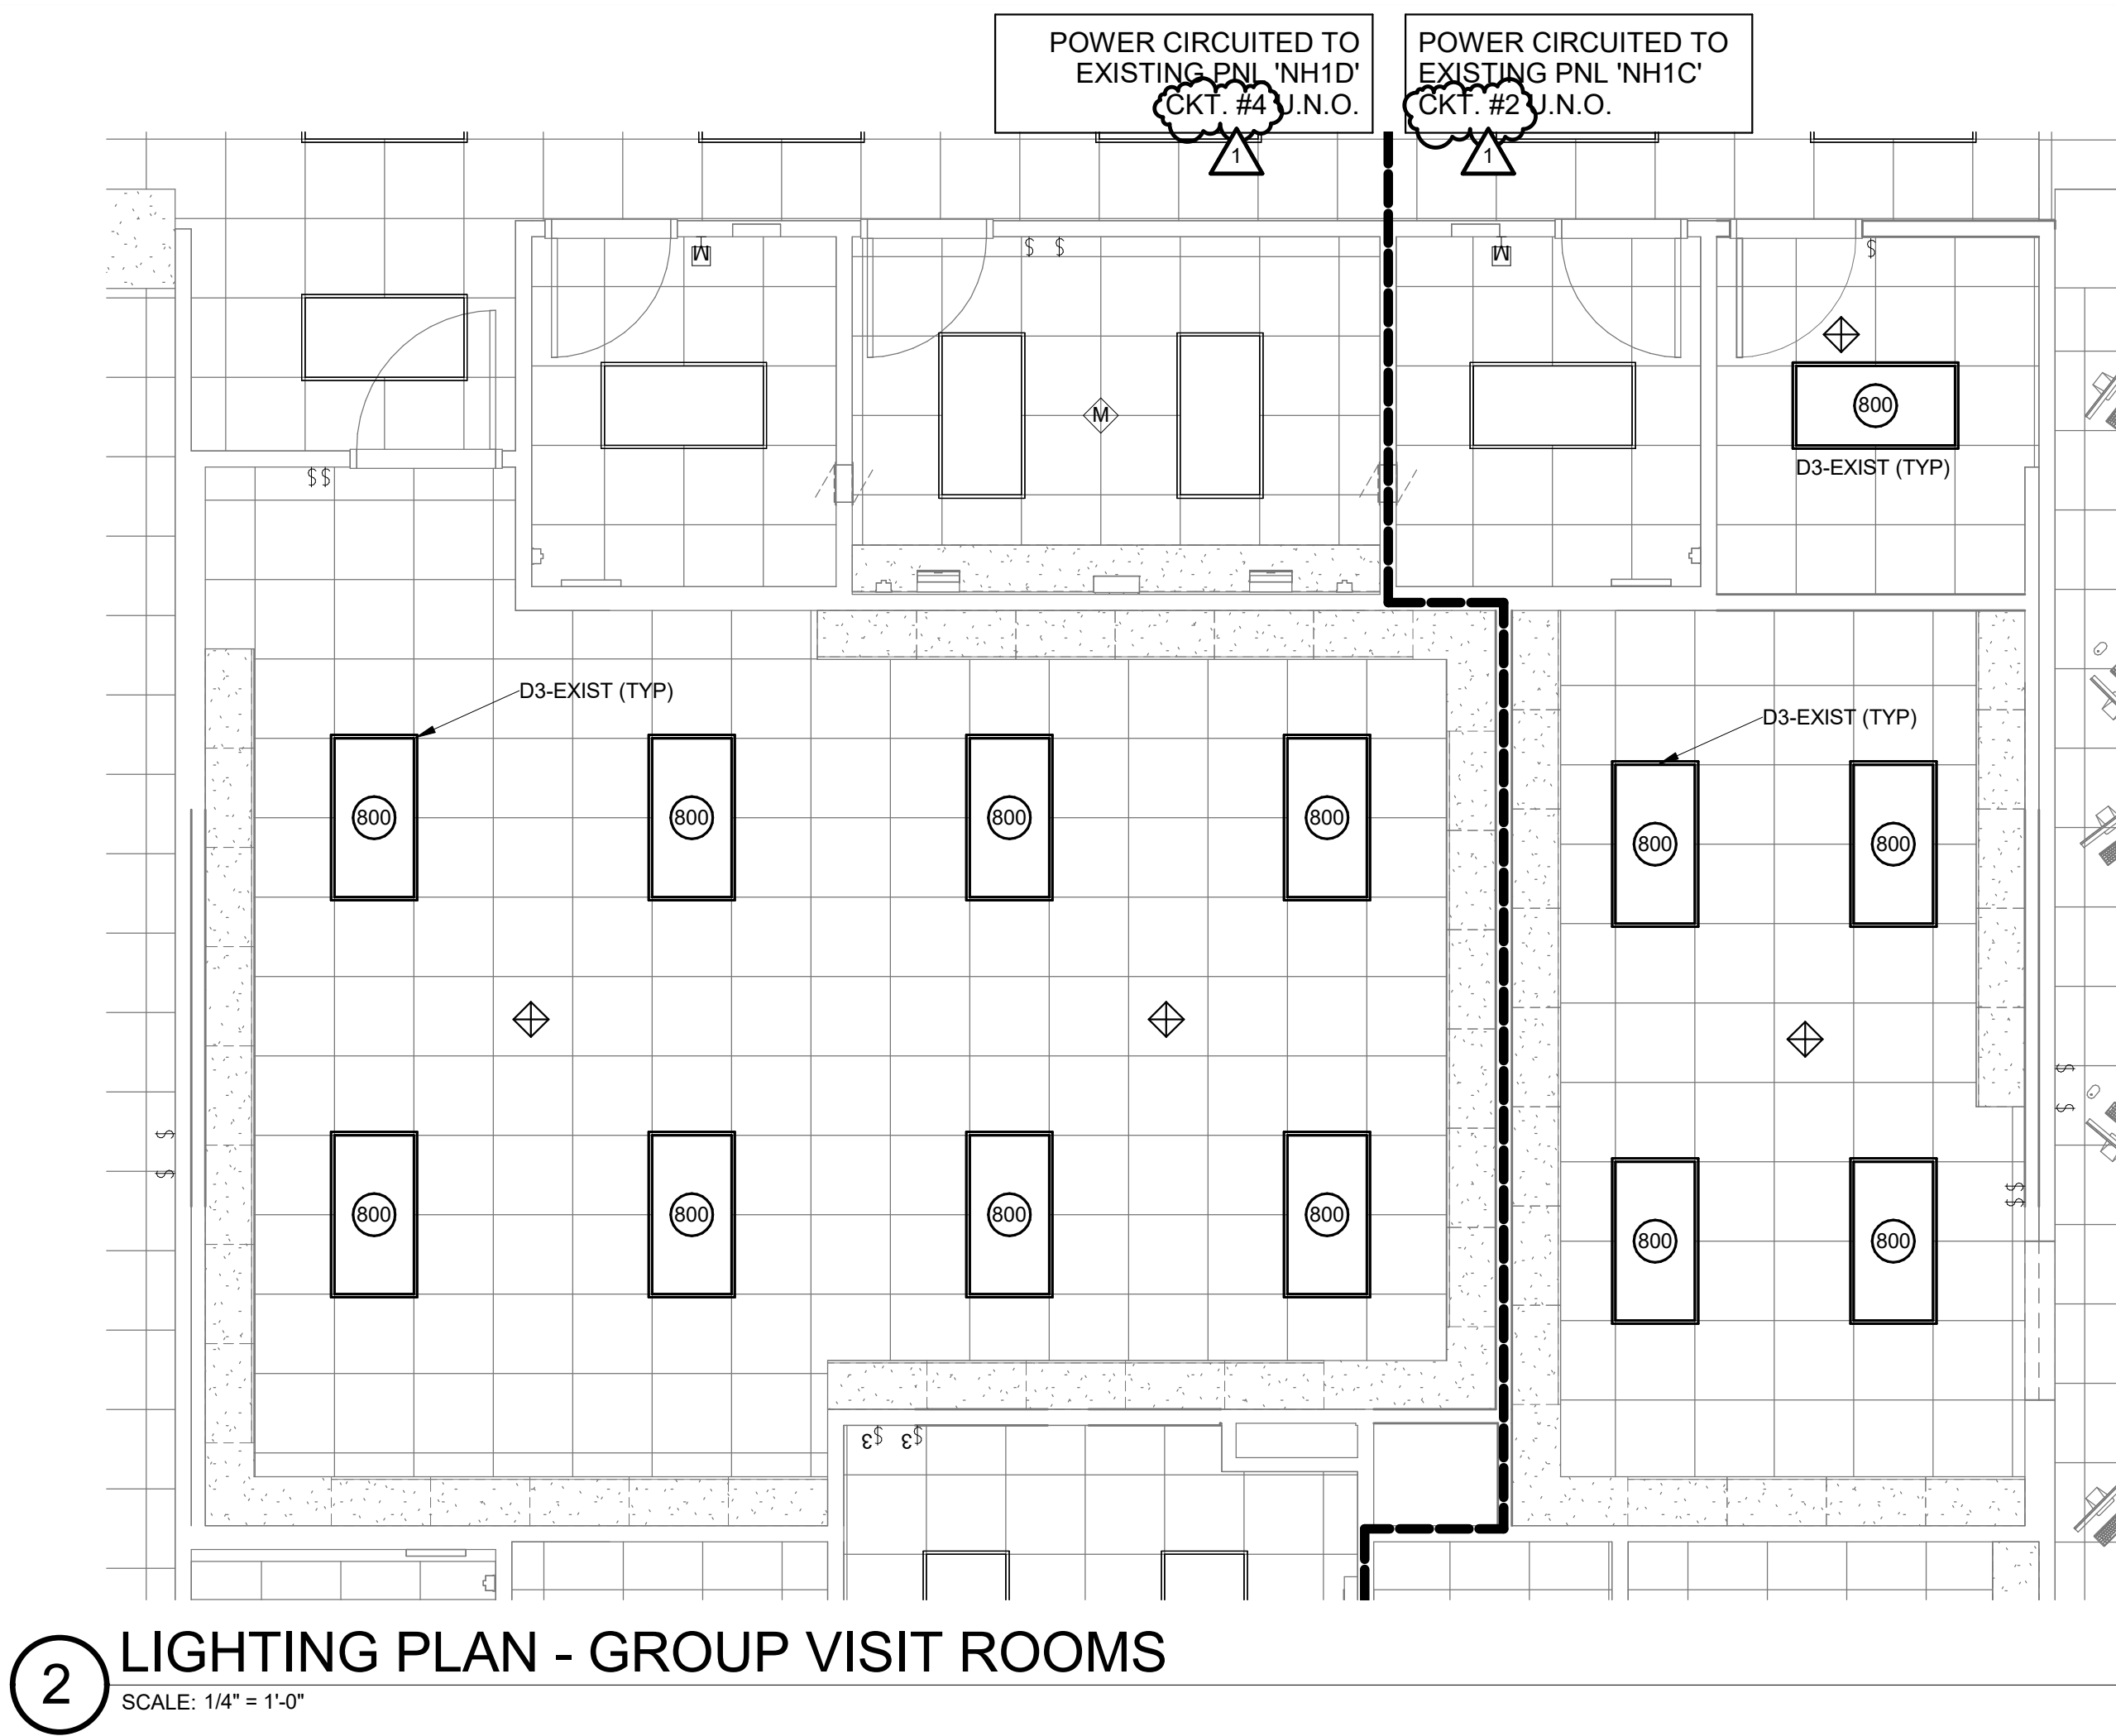 POWER CIRCUITED TO
EXISTING PNL 'NH1D'
CKT. #4 U.N.O.
1
POWER CIRCUITED TO
EXISTING PNL 'NH1C'
CKT. #2 U.N.O.
1
M
$ $
M
$
M
800
D3-EXIST (TYP)
$$
D3-EXIST (TYP)
D3-EXIST (TYP)
800 800 800 800
800 800
$
$
$
$
$
$
800 800 800 800
800 800
$3 $3
2
LIGHTING PLAN - GROUP VISIT ROOMS
SCALE: 1/4" = 1'-0"